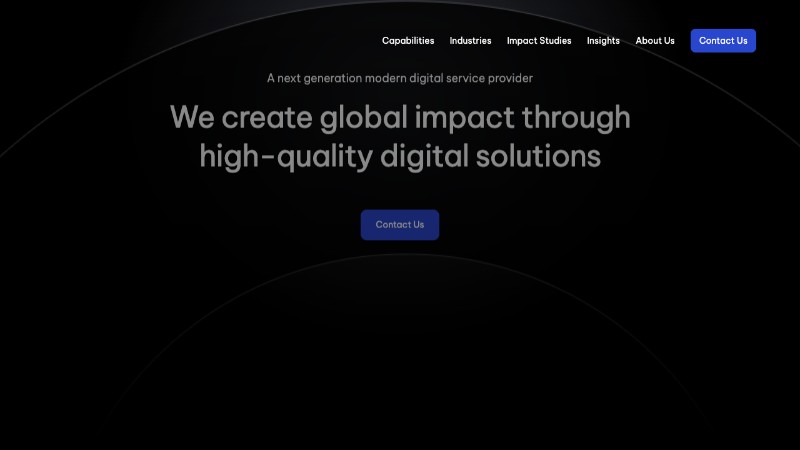 Capabilities Industries Impact Studies Insights About Us Contact Us
A next generation modern digital service provider
We create global impact through
high-quality digital solutions
Contact Us